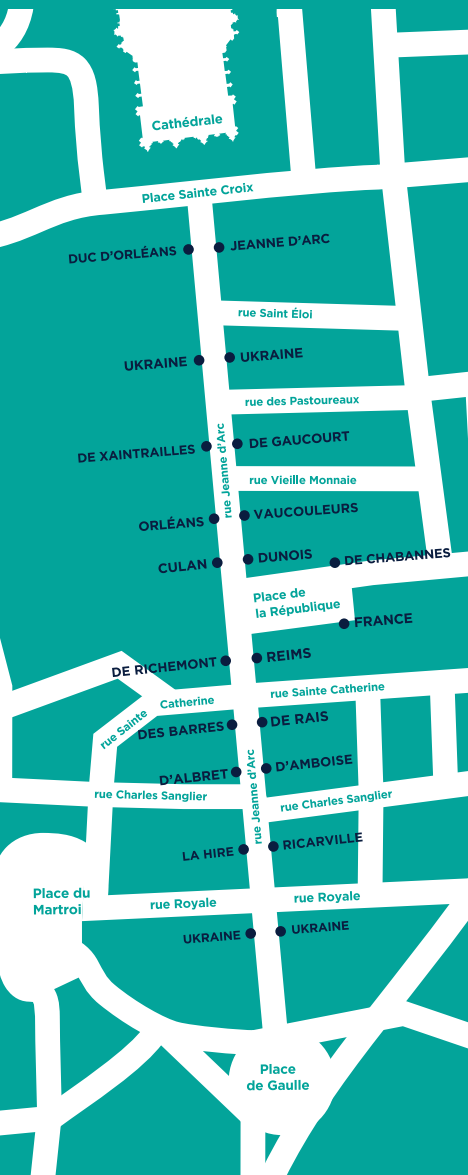 Cathédrale
Place Sainte Croix
DUC D'ORLÉANS
JEANNE D'ARC
rue Saint Éloi
UKRAINE
UKRAINE
rue des Pastoureaux
rue Jeanne d'Arc
DE XAINTRAILLES
DE GAUCOURT
rue Vieille Monnaie
ORLÉANS
VAUCOULEURS
CULAN
DUNOIS
DE CHABANNES
Place de
la République
FRANCE
DE RICHEMONT
REIMS
rue Sainte
Catherine
rue Sainte Catherine
DES BARRES
DE RAIS
rue Jeanne d'Arc
D'ALBRET
D'AMBOISE
rue Charles Sanglier
rue Charles Sanglier
LA HIRE
RICARVILLE
Place du
Martroi
rue Royale
rue Royale
UKRAINE
UKRAINE
Place
de Gaulle